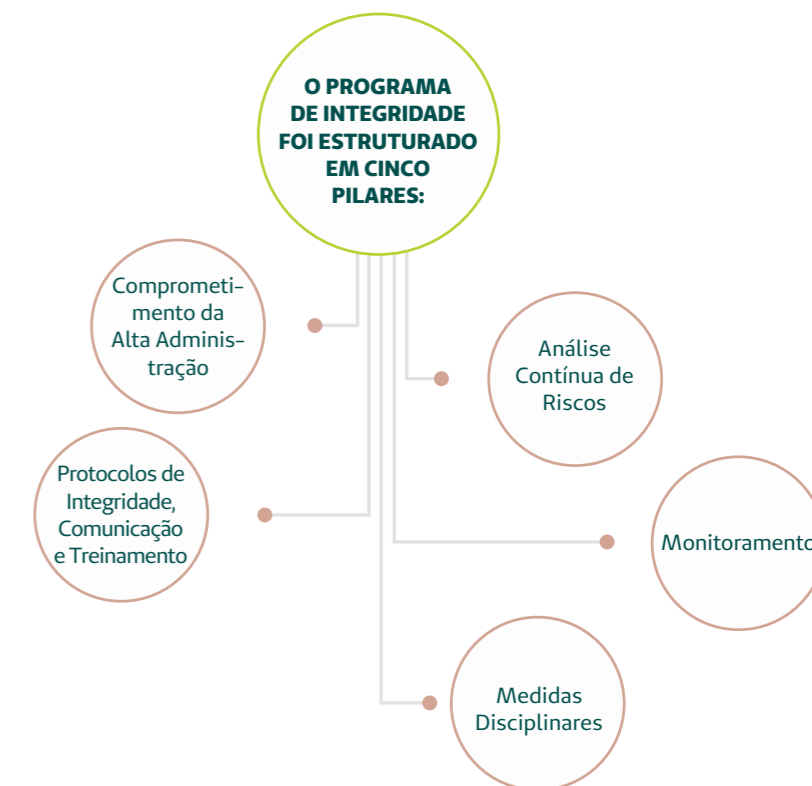 O PROGRAMA
DE INTEGRIDADE
FOI ESTRUTURADO
EM CINCO
PILARES:
Comprometi-
mento da
Alta Adminis-
tração
Análise
Contínua de
Riscos
Protocolos de
Integridade,
Comunicação
e Treinamento
Monitoramento
Medidas
Disciplinares